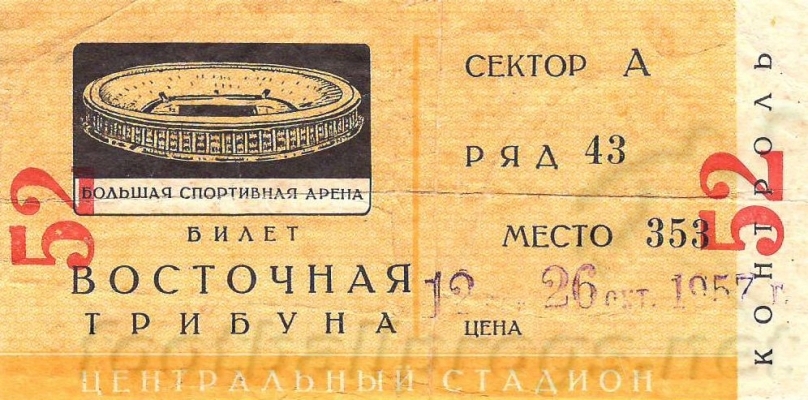 52
БОЛЬШАЯ СПОРТИВНАЯ АРЕНА
БИЛЕТ
ВОСТОЧНАЯ
ТРИБУНА
СЕКТОР А
РЯД 43
МЕСТО 353
12 26 окт. 1957 г.
ЦЕНА
ЦЕНТРАЛЬНЫЙ СТАДИОН
52
КОНТРОЛЬ